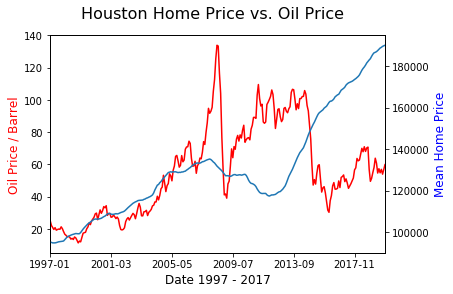 Houston Home Price vs. Oil Price
Oil Price / Barrel
140
120
100
80
60
40
20
180000
160000
140000
120000
100000
Mean Home Price
1997-01 2001-03 2005-05 2009-07 2013-09 2017-11
Date 1997 - 2017